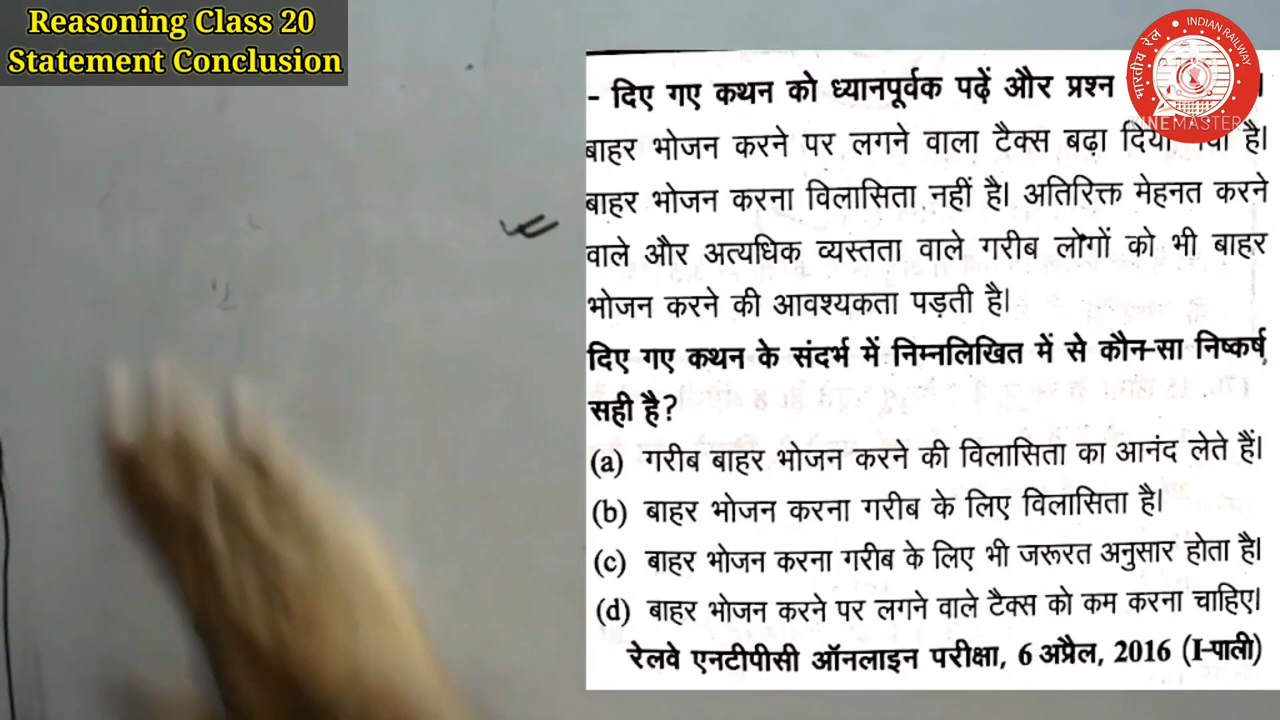 Reasoning Class 20
Statement Conclusion
भारतीय रेल INDIAN RAILWAY
KINEMASTER
- दिए गए कथन को ध्यानपूर्वक पढ़ें और प्रश्न
बाहर भोजन करने पर लगने वाला टैक्स बढ़ा दिया गया है।
बाहर भोजन करना विलासिता नहीं है। अतिरिक्त मेहनत करने
वाले और अत्यधिक व्यस्तता वाले गरीब लोगों को भी बाहर
भोजन करने की आवश्यकता पड़ती है।
दिए गए कथन के संदर्भ में निम्नलिखित में से कौन-सा निष्कर्ष
सही है?
(a) गरीब बाहर भोजन करने की विलासिता का आनंद लेते हैं।
(b) बाहर भोजन करना गरीब के लिए विलासिता है।
(c) बाहर भोजन करना गरीब के लिए भी जरूरत अनुसार होता है।
(d) बाहर भोजन करने पर लगने वाले टैक्स को कम करना चाहिए।
रेलवे एनटीपीसी ऑनलाइन परीक्षा, 6 अप्रैल, 2016 (I-पाली)